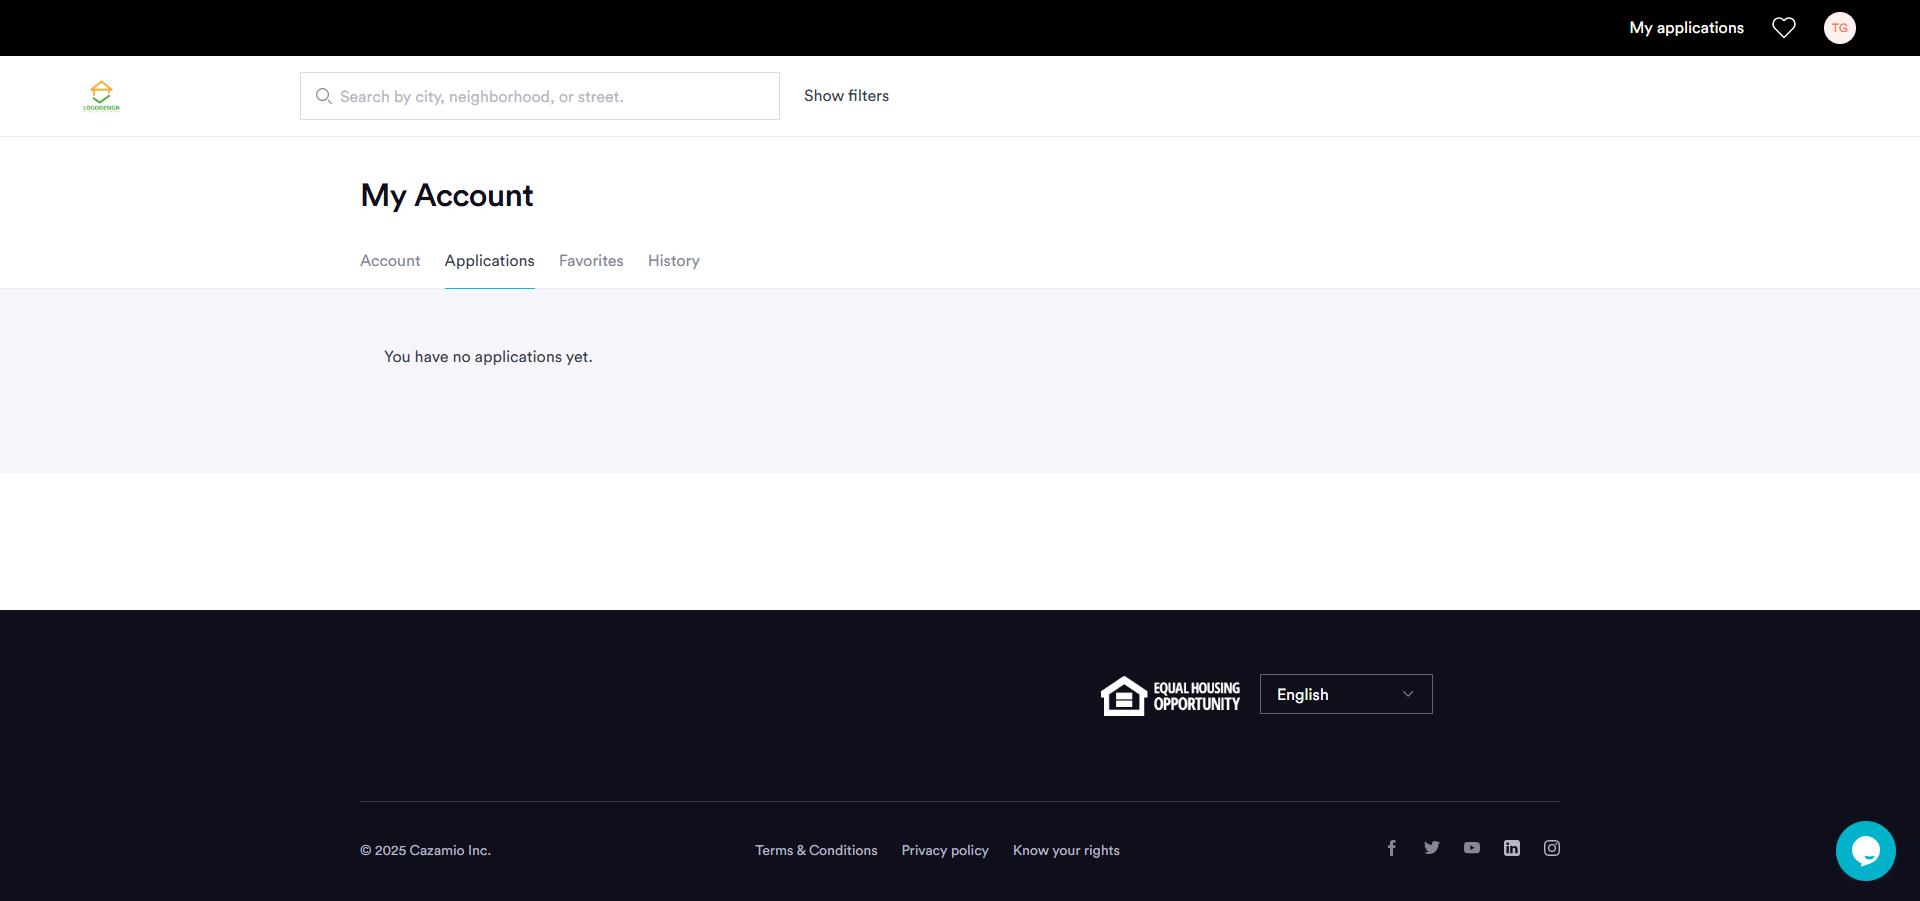 My applications
TG
LOGODESIGN
Search by city, neighborhood, or street.
Show filters
My Account
Account Applications Favorites History
You have no applications yet.
EQUAL HOUSING
OPPORTUNITY
English
© 2025 Cazamio Inc.
Terms & Conditions Privacy policy Know your rights